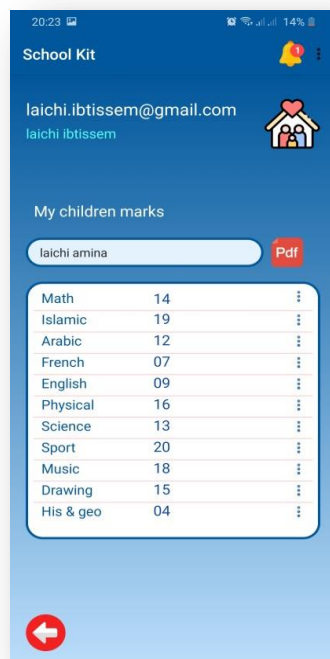 20:23 14%
School Kit
1
laichi.ibtissem@gmail.com
laichi ibtissem
My children marks
laichi amina Pdf
Math 14
Islamic 19
Arabic 12
French 07
English 09
Physical 16
Science 13
Sport 20
Music 18
Drawing 15
His & geo 04